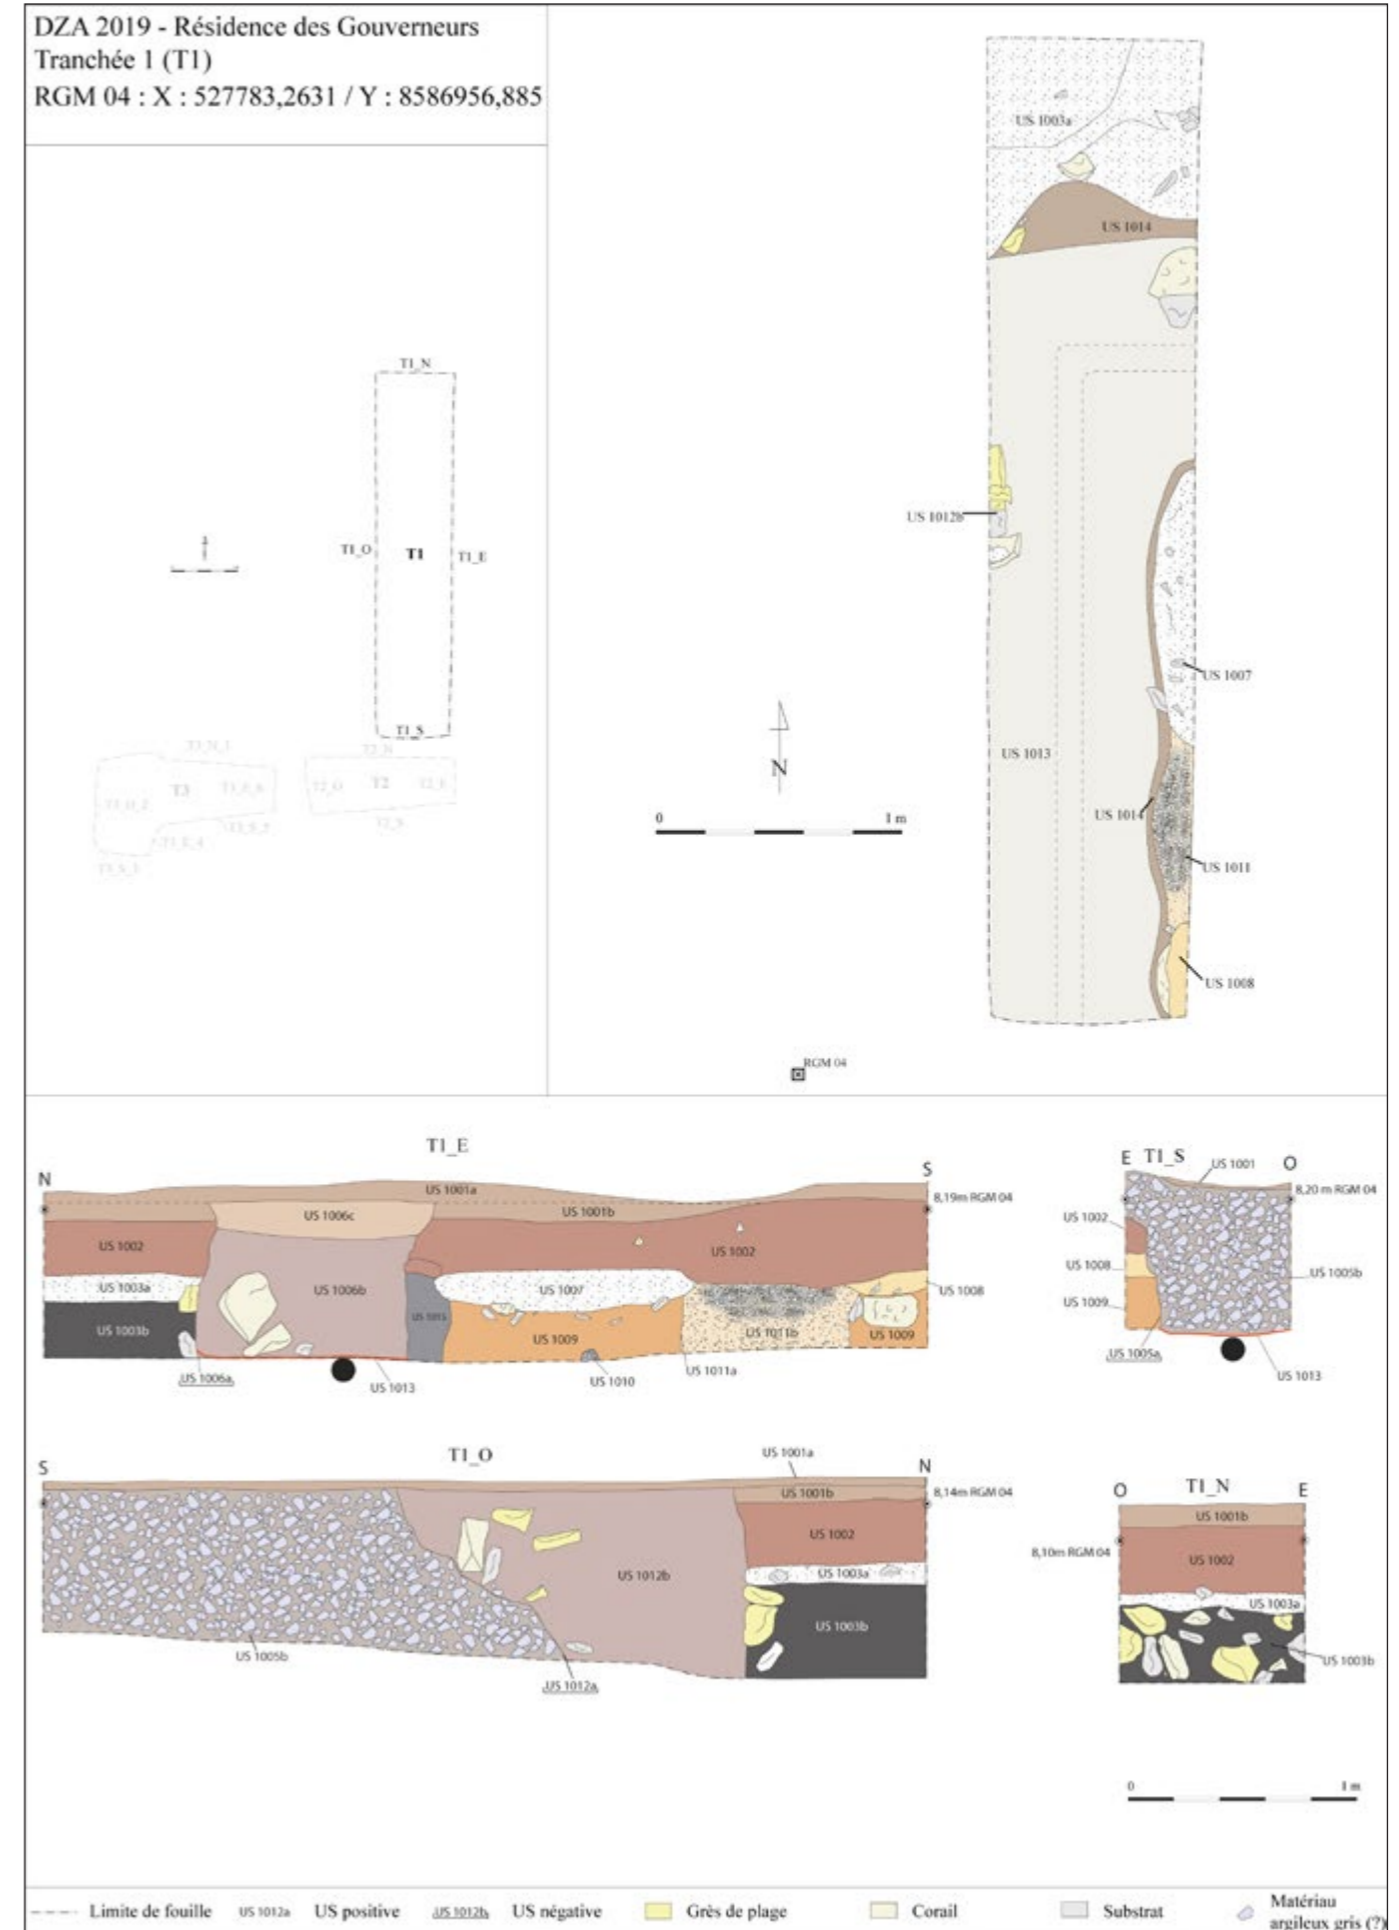 DZA 2019 - Résidence des Gouverneurs
Tranchée 1 (T1)
RGM 04 : X : 527783,2631 / Y : 8586956,885
T1_N
T1_O
T1
T1_E
T1_S
T3
T2_O
T2
US 1003a
US 1014
US 1012b
US 1007
US 1013
US 1014
US 1011
US 1008
N
0
1 m
RGM 04
T1_E
N
S
US 1001a
US 1001b
US 1006c
8,19m RGM 04
US 1002
US 1002
US 1003a
US 1006b
US 1007
US 1008
US 1003b
US 1015
US 1009
US 1011b
US 1009
US 1006a
US 1013
US 1010
US 1011a
E
T1_S
O
US 1001
8,20 m RGM 04
US 1002
US 1008
US 1005b
US 1009
US 1005a
US 1013
T1_O
S
N
US 1001a
US 1001b
8,14m RGM 04
US 1002
US 1012b
US 1003a
US 1003b
US 1005b
US 1012a
O
T1_N
E
US 1001b
8,10m RGM 04
US 1002
US 1003a
US 1003b
0
1 m
Limite de fouille
US 1012a
US positive
US 1012b
US négative
Grès de plage
Corail
Substrat
Matériau
argileux gris (?)